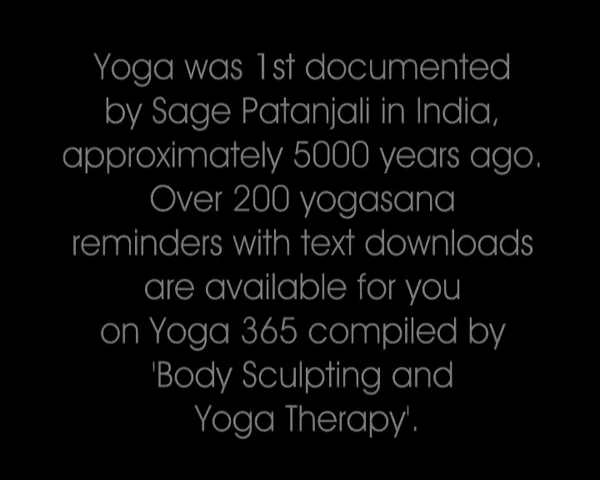 Yoga was 1st documented
by Sage Patanjali in India,
approximately 5000 years ago.
Over 200 yogasana
reminders with text downloads
are available for you
on Yoga 365 compiled by
'Body Sculpting and
Yoga Therapy'.